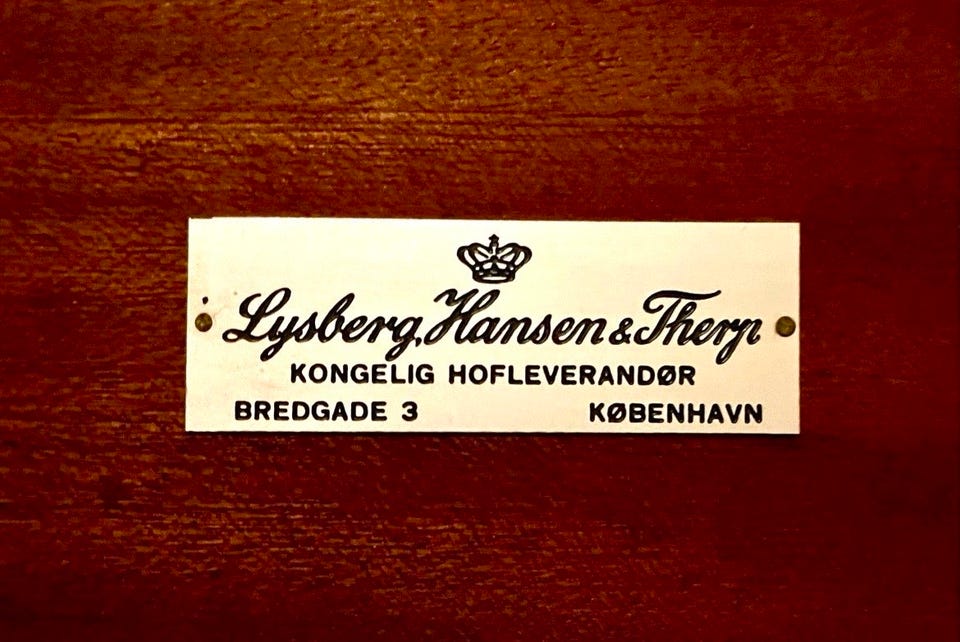 Lysberg, Hansen & Therp
KONGELIG HOFLEVERANDØR
BREDGADE 3 KØBENHAVN